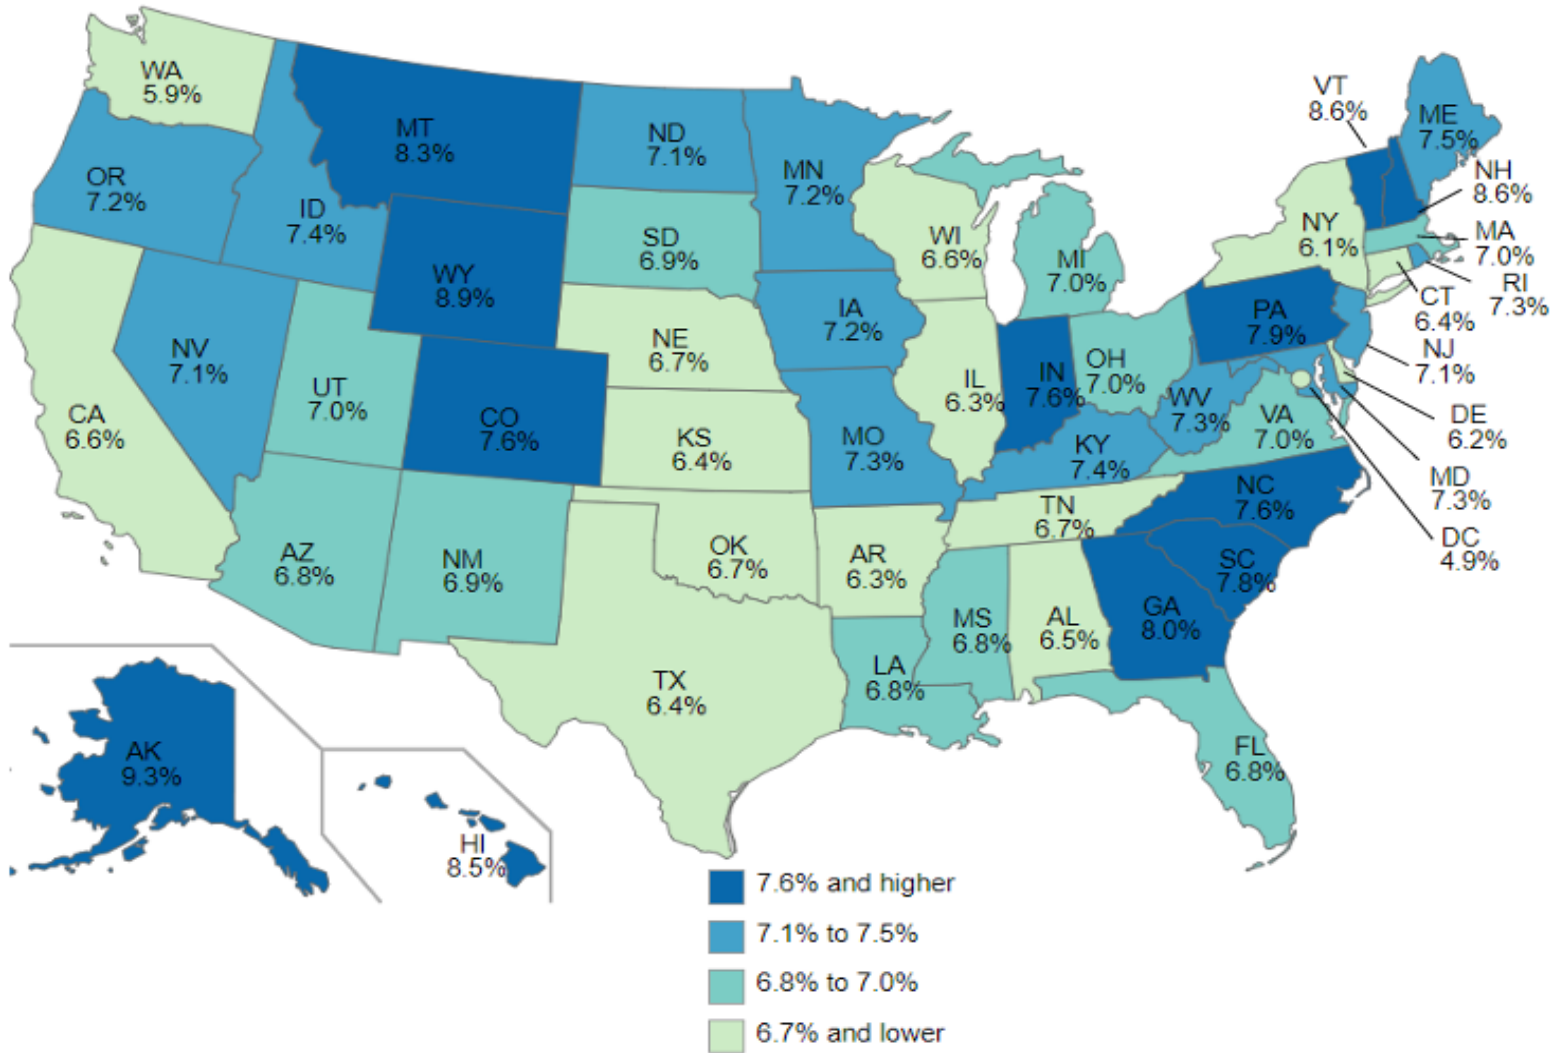 WA
5.9%
MT
8.3%
ND
7.1%
MN
7.2%
VT
8.6%
ME
7.5%
OR
7.2%
ID
7.4%
NH
8.6%
SD
6.9%
WI
6.6%
MI
7.0%
NY
6.1%
MA
7.0%
WY
8.9%
RI
7.3%
CT
6.4%
IA
7.2%
PA
7.9%
NE
6.7%
NV
7.1%
NJ
7.1%
UT
7.0%
IL
6.3%
IN
7.6%
OH
7.0%
CA
6.6%
CO
7.6%
WV
7.3%
VA
7.0%
DE
6.2%
KS
6.4%
MO
7.3%
KY
7.4%
MD
7.3%
NC
7.6%
TN
6.7%
DC
4.9%
AZ
6.8%
NM
6.9%
OK
6.7%
AR
6.3%
SC
7.8%
MS
6.8%
AL
6.5%
GA
8.0%
TX
6.4%
LA
6.8%
FL
6.8%
AK
9.3%
HI
8.5%
7.6% and higher
7.1% to 7.5%
6.8% to 7.0%
6.7% and lower